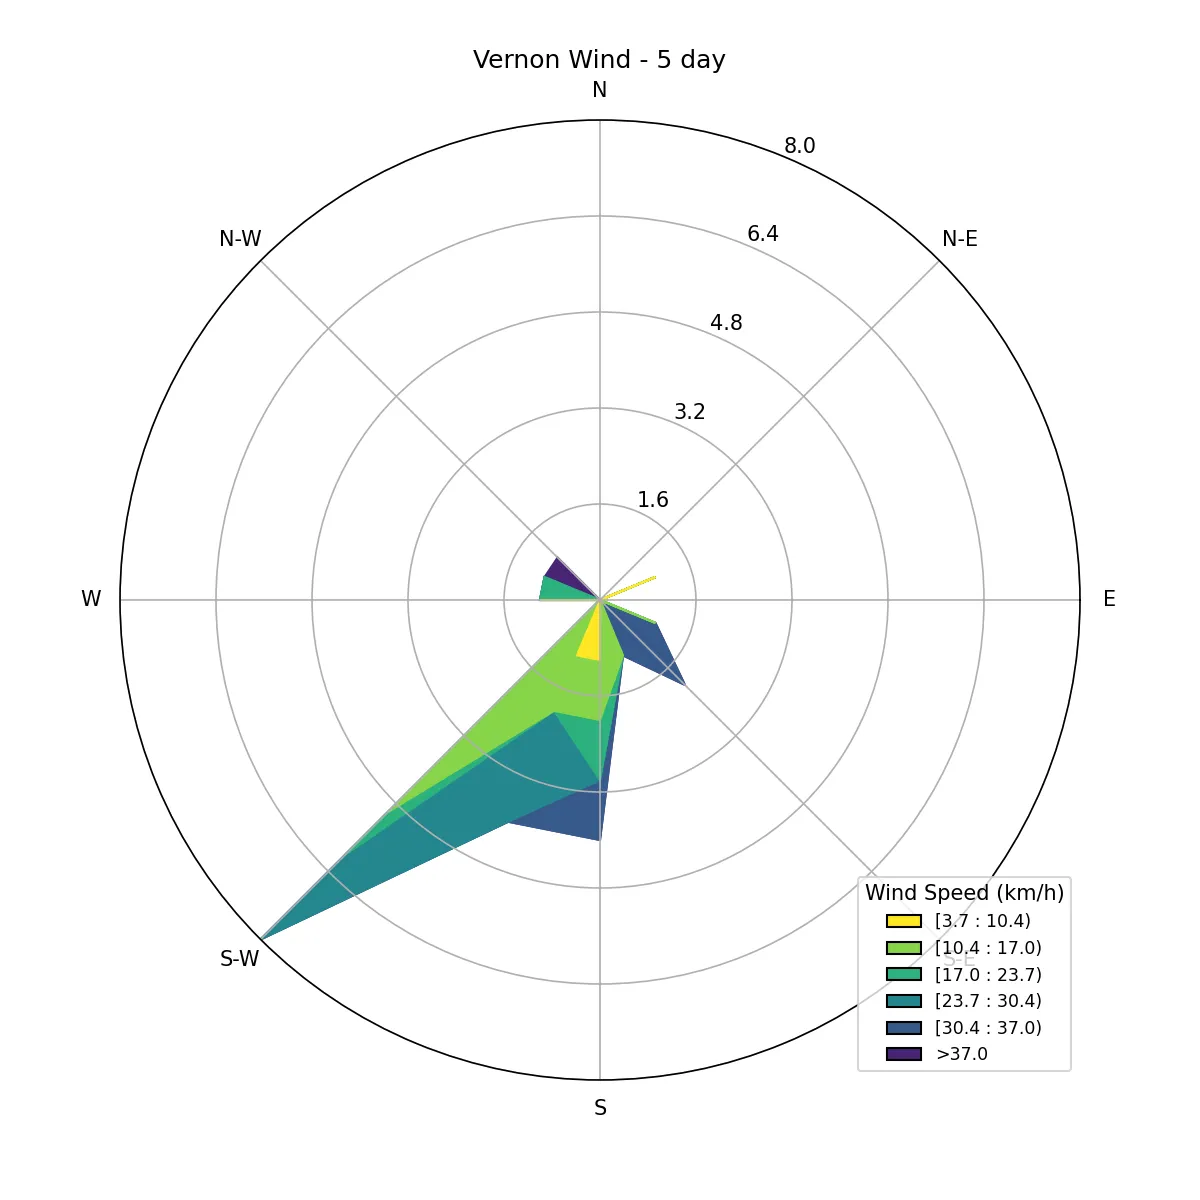 Vernon Wind - 5 day
N
8.0
6.4
N-W
N-E
4.8
3.2
1.6
W
E
S-W
S-E
Wind Speed (km/h)
[3.7 : 10.4)
[10.4 : 17.0)
[17.0 : 23.7)
[23.7 : 30.4)
[30.4 : 37.0)
>37.0
S